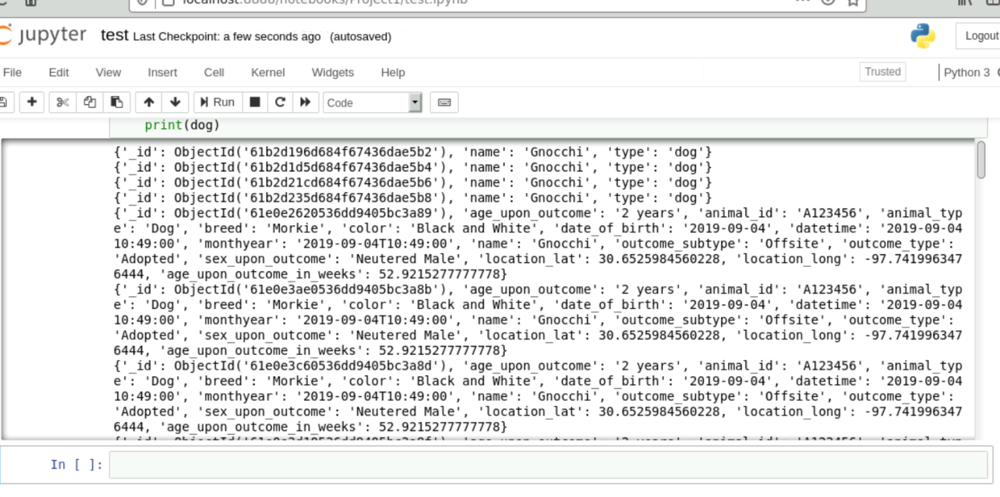 localhost:8888/notebooks/Project1/test.ipynb
jupyter test Last Checkpoint: a few seconds ago (autosaved)
Logout
File Edit View Insert Cell Kernel Widgets Help
Trusted
Python 3
Run
Code
print(dog)
{'_id': ObjectId('61b2d196d684f67436dae5b2'), 'name': 'Gnocchi', 'type': 'dog'}
{'_id': ObjectId('61b2d1d5d684f67436dae5b4'), 'name': 'Gnocchi', 'type': 'dog'}
{'_id': ObjectId('61b2d21cd684f67436dae5b6'), 'name': 'Gnocchi', 'type': 'dog'}
{'_id': ObjectId('61b2d235d684f67436dae5b8'), 'name': 'Gnocchi', 'type': 'dog'}
{'_id': ObjectId('61e0e2620536dd9405bc3a89'), 'age_upon_outcome': '2 years', 'animal_id': 'A123456', 'animal_typ
e': 'Dog', 'breed': 'Morkie', 'color': 'Black and White', 'date_of_birth': '2019-09-04', 'datetime': '2019-09-04
10:49:00', 'monthyear': '2019-09-04T10:49:00', 'name': 'Gnocchi', 'outcome_subtype': 'Offsite', 'outcome_type':
'Adopted', 'sex_upon_outcome': 'Neutered Male', 'location_lat': 30.6525984560228, 'location_long': -97.741996347
6444, 'age_upon_outcome_in_weeks': 52.9215277777778}
{'_id': ObjectId('61e0e3ae0536dd9405bc3a8b'), 'age_upon_outcome': '2 years', 'animal_id': 'A123456', 'animal_typ
e': 'Dog', 'breed': 'Morkie', 'color': 'Black and White', 'date_of_birth': '2019-09-04', 'datetime': '2019-09-04
10:49:00', 'monthyear': '2019-09-04T10:49:00', 'name': 'Gnocchi', 'outcome_subtype': 'Offsite', 'outcome_type':
'Adopted', 'sex_upon_outcome': 'Neutered Male', 'location_lat': 30.6525984560228, 'location_long': -97.741996347
6444, 'age_upon_outcome_in_weeks': 52.9215277777778}
{'_id': ObjectId('61e0e3c60536dd9405bc3a8d'), 'age_upon_outcome': '2 years', 'animal_id': 'A123456', 'animal_typ
e': 'Dog', 'breed': 'Morkie', 'color': 'Black and White', 'date_of_birth': '2019-09-04', 'datetime': '2019-09-04
10:49:00', 'monthyear': '2019-09-04T10:49:00', 'name': 'Gnocchi', 'outcome_subtype': 'Offsite', 'outcome_type':
'Adopted', 'sex_upon_outcome': 'Neutered Male', 'location_lat': 30.6525984560228, 'location_long': -97.741996347
6444, 'age_upon_outcome_in_weeks': 52.9215277777778}
In [ ]: